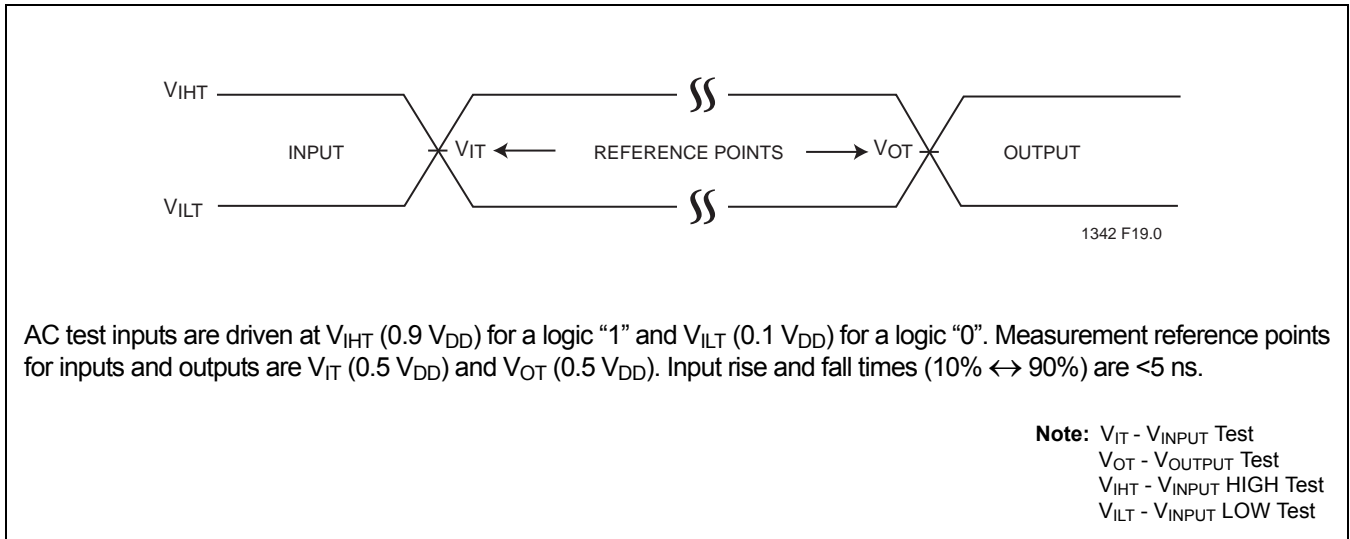 VIHT
INPUT VIT REFERENCE POINTS VOT OUTPUT
VILT
1342 F19.0
AC test inputs are driven at VIHT (0.9 VDD) for a logic “1” and VILT (0.1 VDD) for a logic “0”. Measurement reference points
for inputs and outputs are VIT (0.5 VDD) and VOT (0.5 VDD). Input rise and fall times (10% ↔ 90%) are <5 ns.
Note: VIT - VINPUT Test
VOT - VOUTPUT Test
VIHT - VINPUT HIGH Test
VILT - VINPUT LOW Test